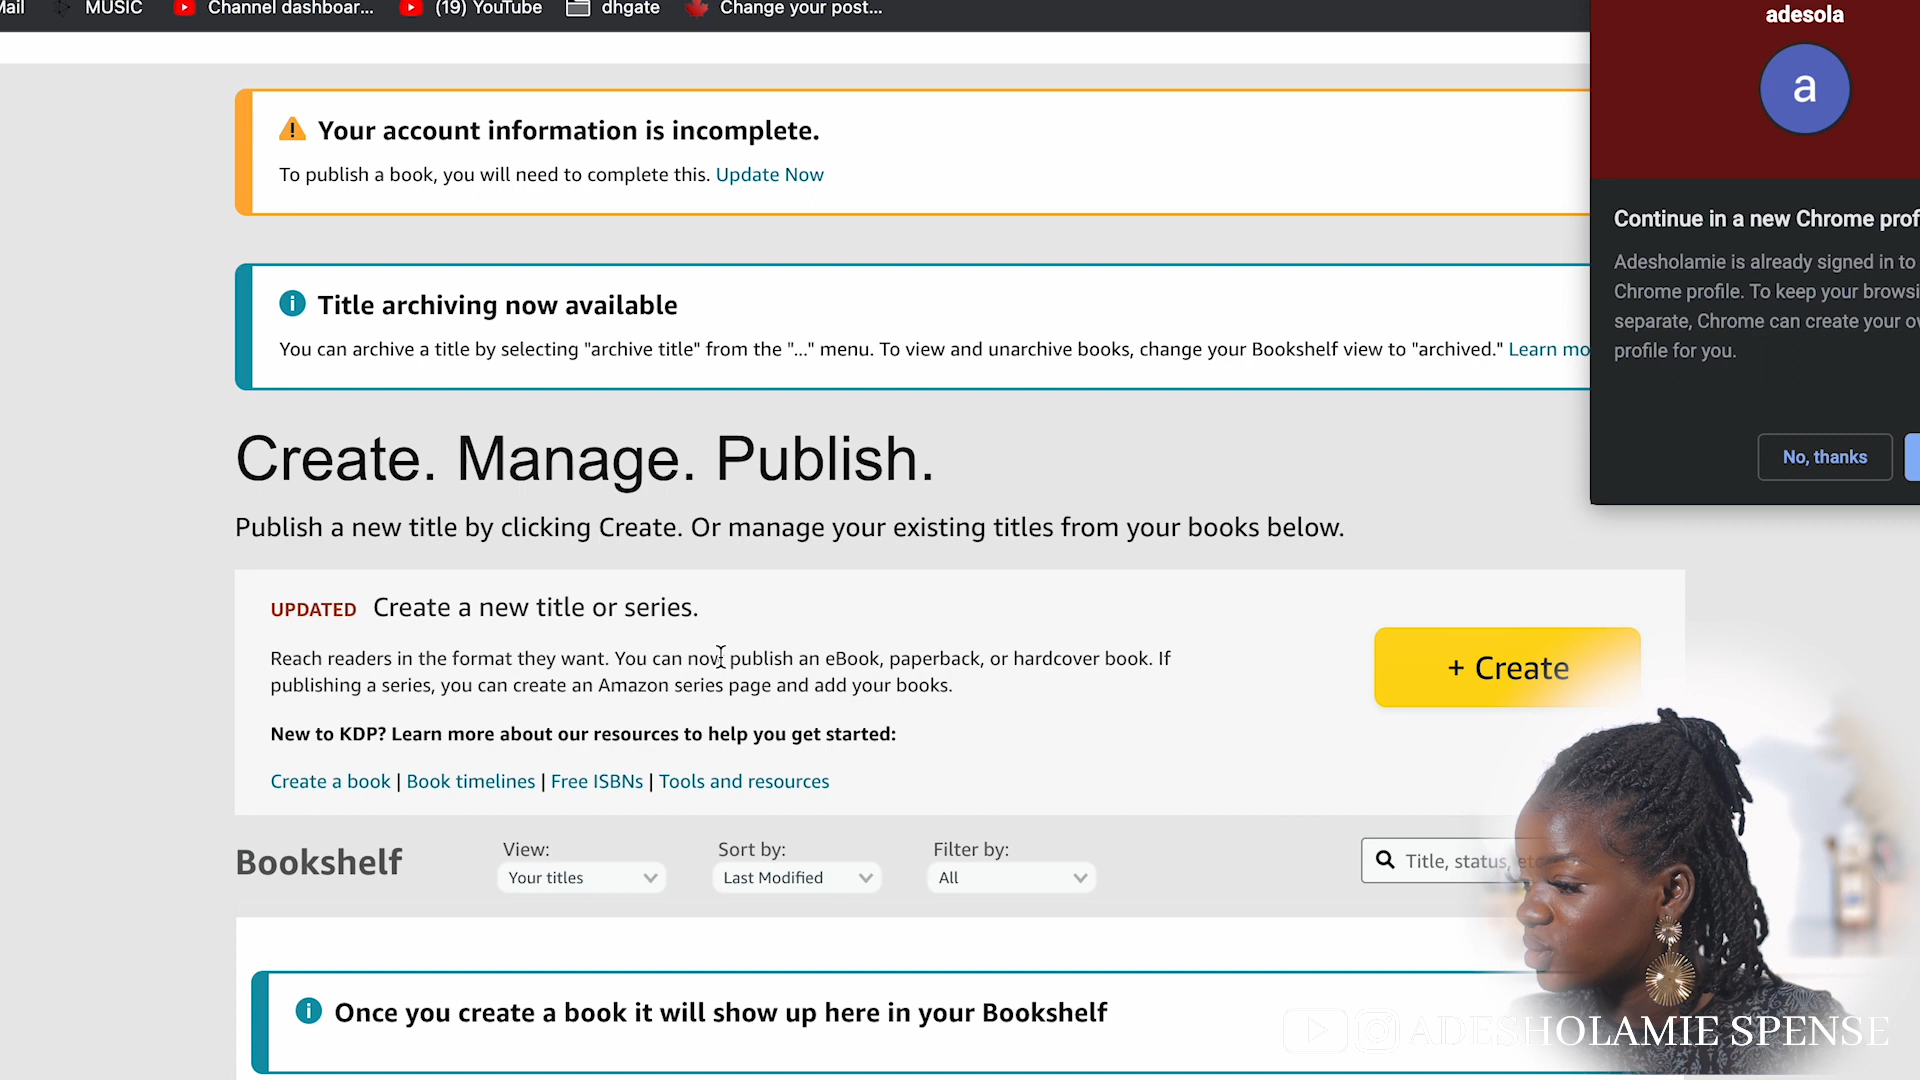 Mail MUSIC Channel dashboar... (19) YouTube dhgate Change your post...
adesola
a
Your account information is incomplete.
To publish a book, you will need to complete this. Update Now
Continue in a new Chrome prof
Adesholamie is already signed in to
Chrome profile. To keep your browsi
separate, Chrome can create your ow
profile for you.
No, thanks
Title archiving now available
You can archive a title by selecting "archive title" from the "..." menu. To view and unarchive books, change your Bookshelf view to "archived." Learn mo
Create. Manage. Publish.
Publish a new title by clicking Create. Or manage your existing titles from your books below.
UPDATED Create a new title or series.
Reach readers in the format they want. You can now publish an eBook, paperback, or hardcover book. If
publishing a series, you can create an Amazon series page and add your books.
+ Create
New to KDP? Learn more about our resources to help you get started:
Create a book | Book timelines | Free ISBNs | Tools and resources
Bookshelf
View:
Your titles
Sort by:
Last Modified
Filter by:
All
Title, status, etc
Once you create a book it will show up here in your Bookshelf
ADESHOLAMIE SPENSE